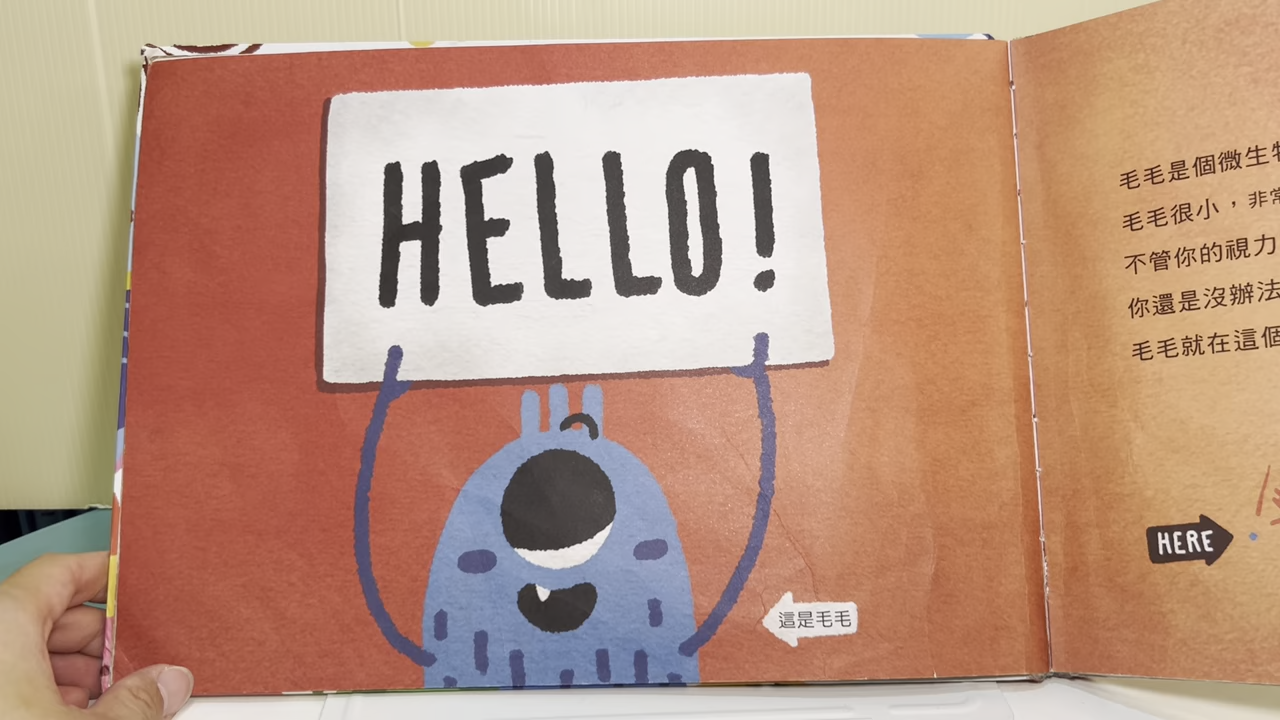 HELLO!
這是毛毛
毛毛是個微生
毛毛很小，非
不管你的視力
你還是沒辦法
毛毛就在這個
HERE